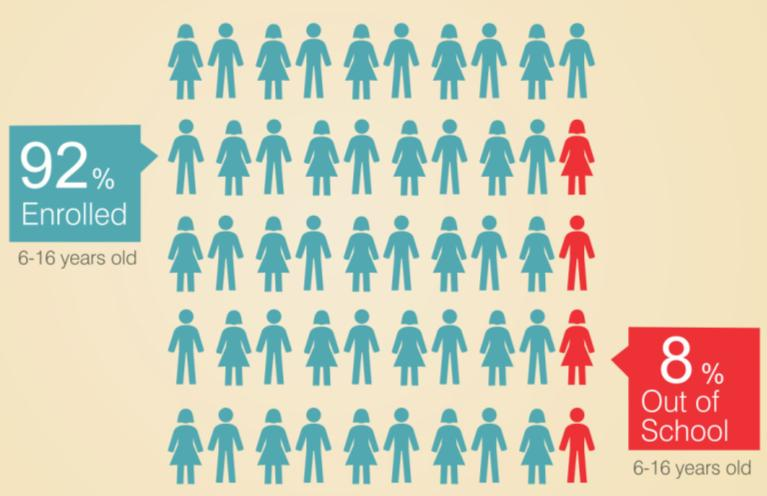 92%
Enrolled
6-16 years old
8 %
Out of
School
6-16 years old